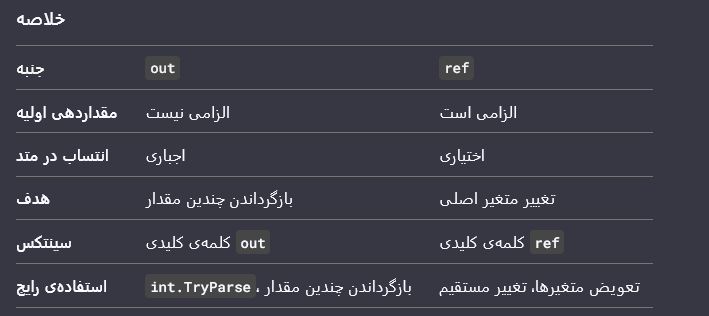 خلاصه
جنبه out ref
مقداردهی اولیه الزامی نیست الزامی است
انتساب در متد اجباری اختیاری
هدف بازگرداندن چندین مقدار تغییر متغیر اصلی
سینتکس کلمه‌ی کلیدی out کلمه‌ی کلیدی ref
استفاده‌ی رایج بازگرداندن چندین مقدار ، int.TryParse تعویض متغیرها، تغییر مستقیم